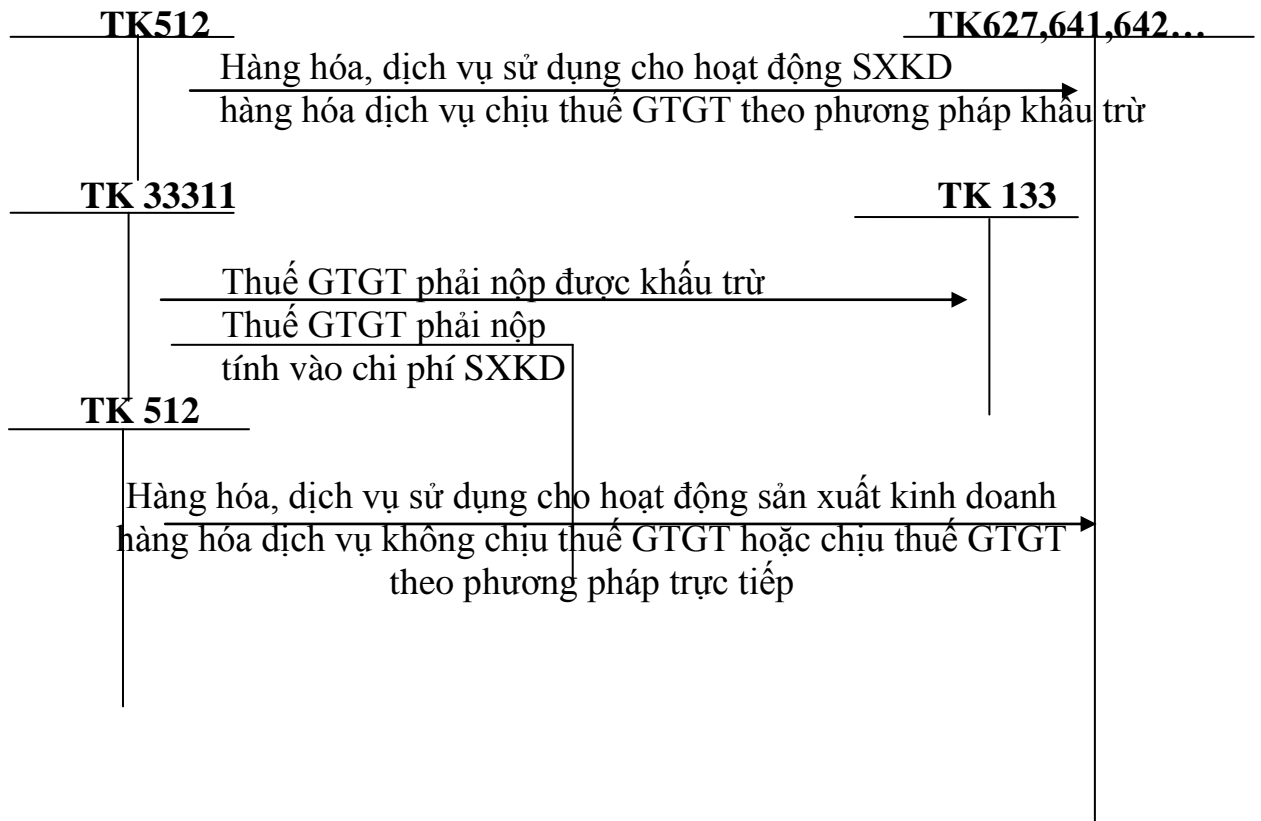 TK512
TK627,641,642…
Hàng hóa, dịch vụ sử dụng cho hoạt động SXKD
hàng hóa dịch vụ chịu thuế GTGT theo phương pháp khấu trừ
TK 33311
TK 133
Thuế GTGT phải nộp được khấu trừ
Thuế GTGT phải nộp
tính vào chi phí SXKD
TK 512
Hàng hóa, dịch vụ sử dụng cho hoạt động sản xuất kinh doanh
hàng hóa dịch vụ không chịu thuế GTGT hoặc chịu thuế GTGT
theo phương pháp trực tiếp